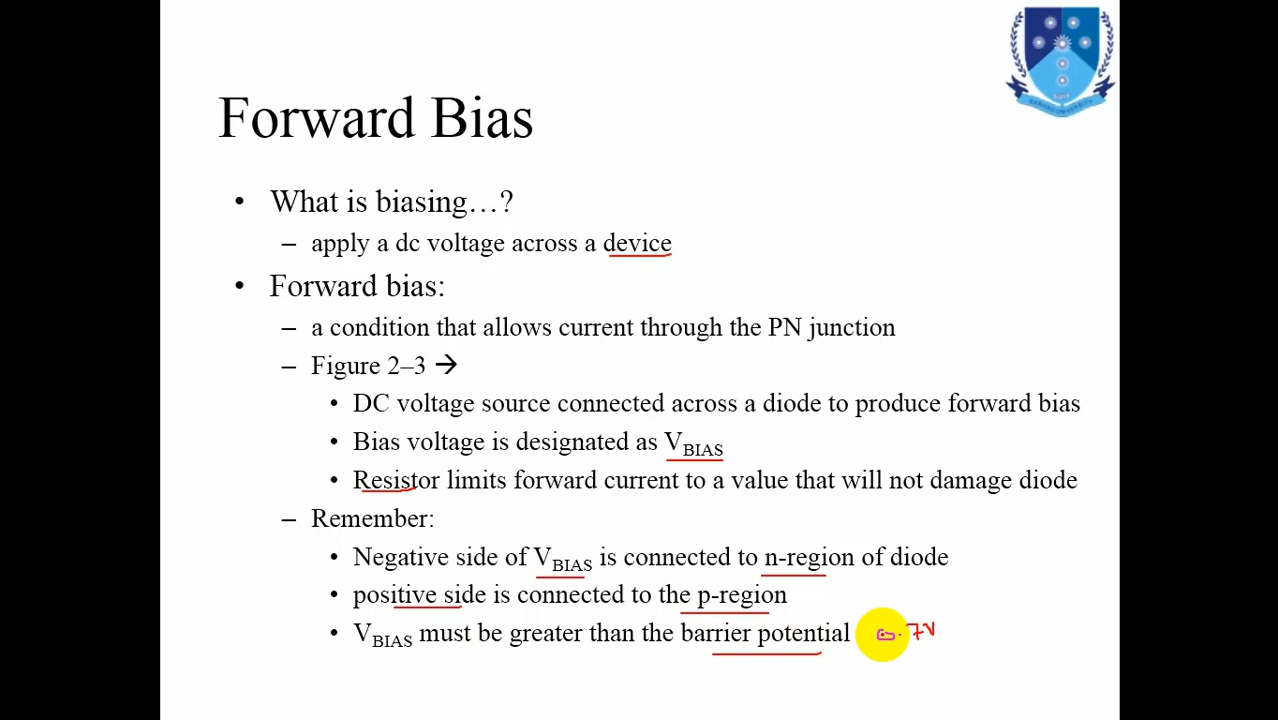 Forward Bias
• What is biasing…?
– apply a dc voltage across a device
• Forward bias:
– a condition that allows current through the PN junction
– Figure 2–3 →
• DC voltage source connected across a diode to produce forward bias
• Bias voltage is designated as VBIAS
• Resistor limits forward current to a value that will not damage diode
– Remember:
• Negative side of VBIAS is connected to n-region of diode
• positive side is connected to the p-region
• VBIAS must be greater than the barrier potential 0.7V